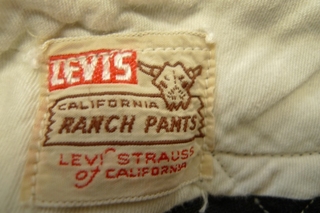 LEVI'S
CALIFORNIA
RANCH PANTS
LEVI STRAUSS
of CALIFORNIA